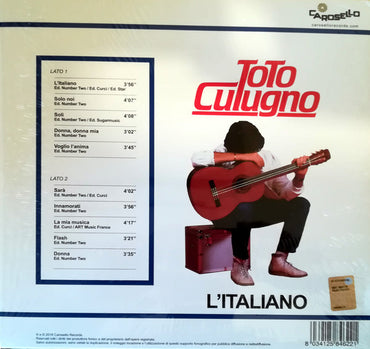 CAROSELLO
carosellorecords.com
LATO 1
L'Italiano 3'56"
Ed. Number Two / Ed. Curci / Ed. Star
Solo noi 4'07"
Ed. Number Two
Soli 4'08"
Ed. Number Two / Ed. Sugarmusic
Donna, donna mia 3'02"
Ed. Number Two
Voglio l'anima 3'45"
Ed. Number Two
LATO 2
Sarà 4'02"
Ed. Number Two / Ed. Curci
Innamorati 3'56"
Ed. Number Two
La mia musica 4'17"
Ed. Curci / ART Music France
Flash 3'21"
Ed. Number Two
Donna 3'35"
Ed. Number Two
TOTO
CUTUGNO
L'ITALIANO
Carosello Records
8 034125 846221